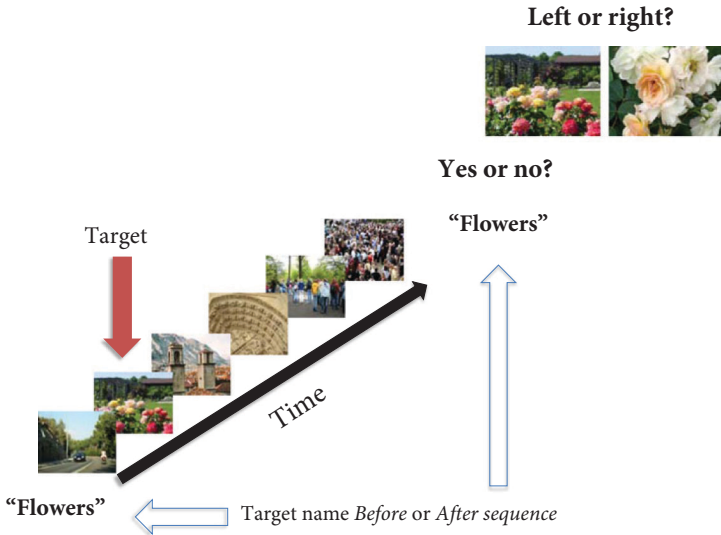 Left or right?
Yes or no?
“Flowers”
Target
Time
“Flowers”
Target name Before or After sequence